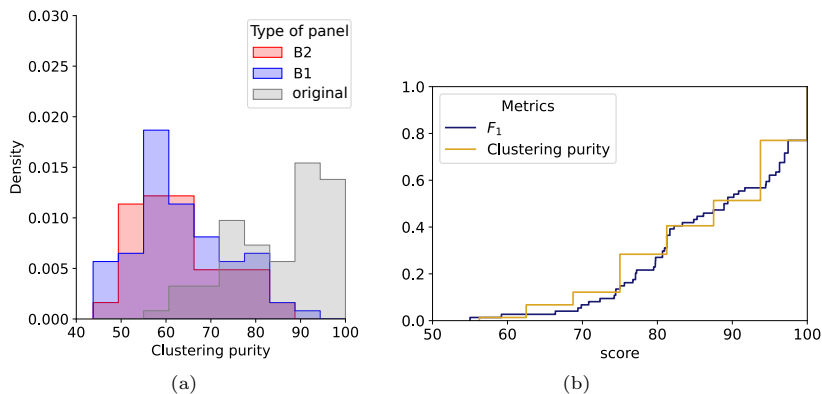 0.030
0.025
0.020
0.015
0.010
0.005
0.000
Density
40 50 60 70 80 90 100
Clustering purity
Type of panel
B2
B1
original
(a)
1.0
0.8
0.6
0.4
0.2
0.0
50 60 70 80 90 100
score
Metrics
F1
Clustering purity
(b)